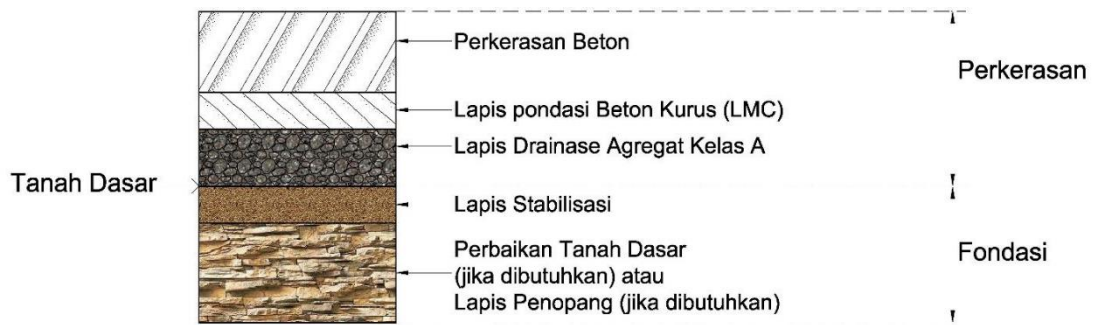 Perkerasan Beton
Perkerasan
Lapis pondasi Beton Kurus (LMC)
Lapis Drainase Agregat Kelas A
Tanah Dasar
Lapis Stabilisasi
Perbaikan Tanah Dasar
(jika dibutuhkan) atau
Lapis Penopang (jika dibutuhkan)
Fondasi